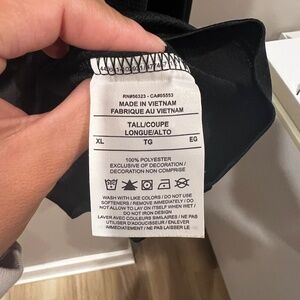 RN#56323 - CA#05553
MADE IN VIETNAM
FABRIQUE AU VIETNAM
TALL/COUPE
LONGUE/ALTO
XL TG EG
100% POLYESTER
EXCLUSIVE OF DECORATION /
DECORATION NON COMPRISE
WASH WITH LIKE COLORS / DO NOT USE
SOFTENERS / REMOVE IMMEDIATELY / DO
NOT ALLOW TO LAY ON ITSELF WHEN WET /
DO NOT IRON DESIGN
LAVER AVEC COULEURS SIMILAIRES / NE PAS
UTILISER D'ADOUCISSANT / ENLEVER
IMMÉDIATEMENT / NE PAS LAISSER LE